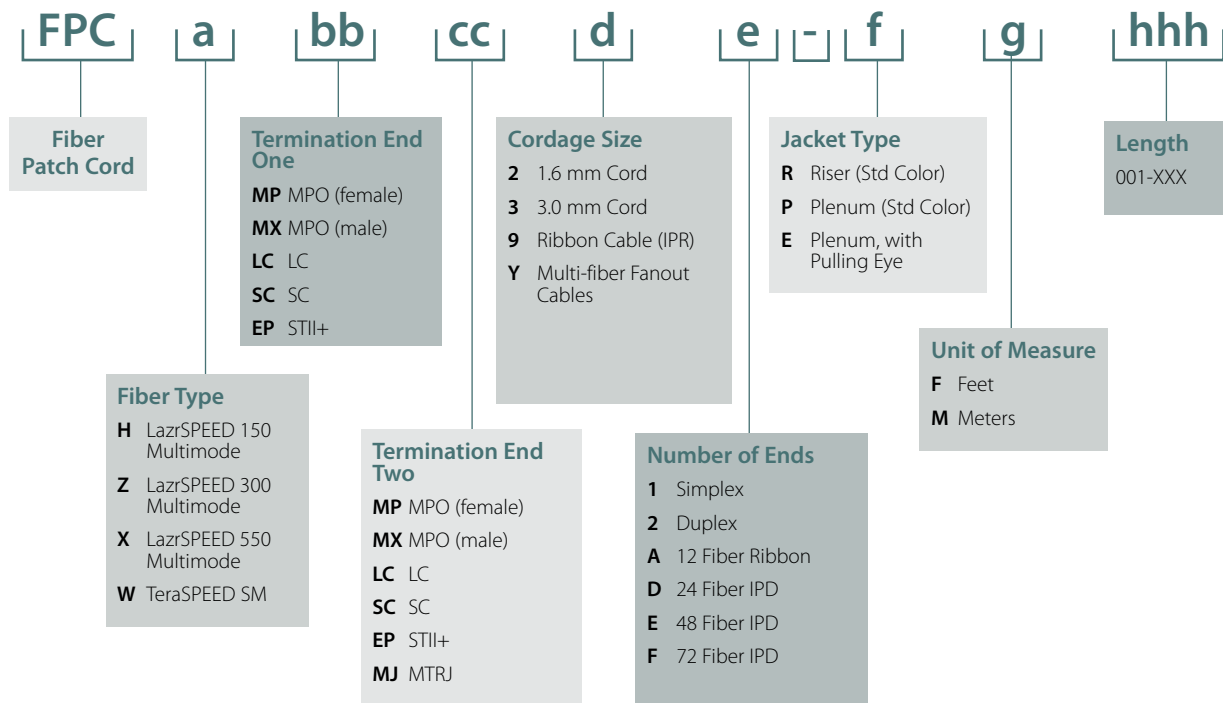 FPC a bb cc d e - f g hhh
Fiber
Patch Cord
Fiber Type
H LazrSPEED 150
Multimode
Z LazrSPEED 300
Multimode
X LazrSPEED 550
Multimode
W TeraSPEED SM
Termination End
One
MP MPO (female)
MX MPO (male)
LC LC
SC SC
EP STII+
Termination End
Two
MP MPO (female)
MX MPO (male)
LC LC
SC SC
EP STII+
MJ MTRJ
Cordage Size
2 1.6 mm Cord
3 3.0 mm Cord
9 Ribbon Cable (IPR)
Y Multi-fiber Fanout
Cables
Number of Ends
1 Simplex
2 Duplex
A 12 Fiber Ribbon
D 24 Fiber IPD
E 48 Fiber IPD
F 72 Fiber IPD
Jacket Type
R Riser (Std Color)
P Plenum (Std Color)
E Plenum, with
Pulling Eye
Unit of Measure
F Feet
M Meters
Length
001-XXX